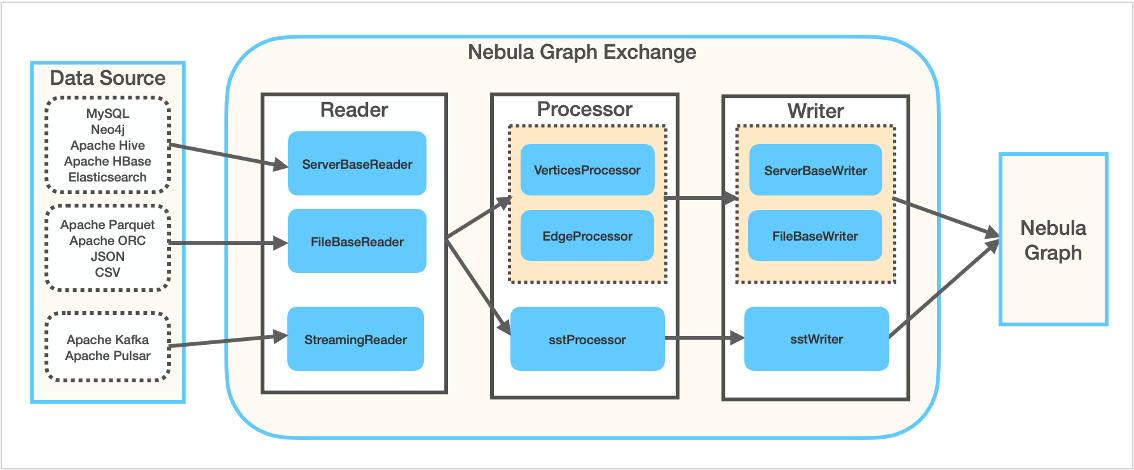 Nebula Graph Exchange
Data Source
MySQL
Neo4j
Apache Hive
Apache HBase
Elasticsearch
Apache Parquet
Apache ORC
JSON
CSV
Apache Kafka
Apache Pulsar
Reader
ServerBaseReader
FileBaseReader
StreamingReader
Processor
VerticesProcessor
EdgeProcessor
sstProcessor
Writer
ServerBaseWriter
FileBaseWriter
sstWriter
Nebula
Graph